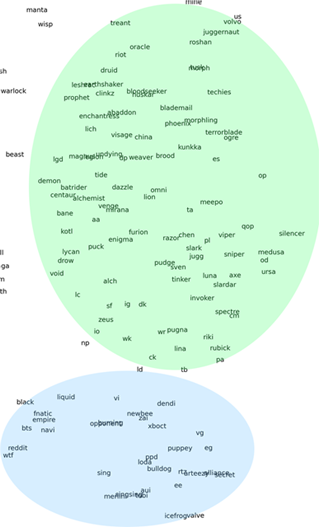 mine
manta
us
wisp
treant
volvo
juggernaut
oracle
roshan
riot
druid
morph
sh
leshrac earthshaker
warlock
clinkz
bloodseeker
huskar
techies
prophet
blademail
abaddon
enchantress
phoenix
morphling
lich
visage
china
terrorblade
ogre
kunkka
beast
lgd
undying
qp
weaver
brood
es
tide
op
demon
batrider
dazzle
omni
centaur
alchemist
lion
venge
mirana
meepo
bane
ta
aa
qop
kotl
furion
razor
chen
viper
silencer
enigma
pl
puck
slark
ll
lycan
jugg
sniper
medusa
drow
pudge
od
ga
sven
void
luna
axe
ursa
m
alch
tinker
slardar
th
lc
invoker
sf
ig
dk
spectre
cm
zeus
io
wr
pugna
np
wk
riki
lina
rubick
ck
pa
ld
tb
liquid
vi
black
dendi
fnatic
newbee
empire
zai
bts
navi
opponent
burning
xboct
vg
reddit
puppey
eg
wtf
ppd
loda
sing
bulldog
rtz
arteezy
alliance
secret
ee
aui
merlini
singsing
tobi
icefrog
valve